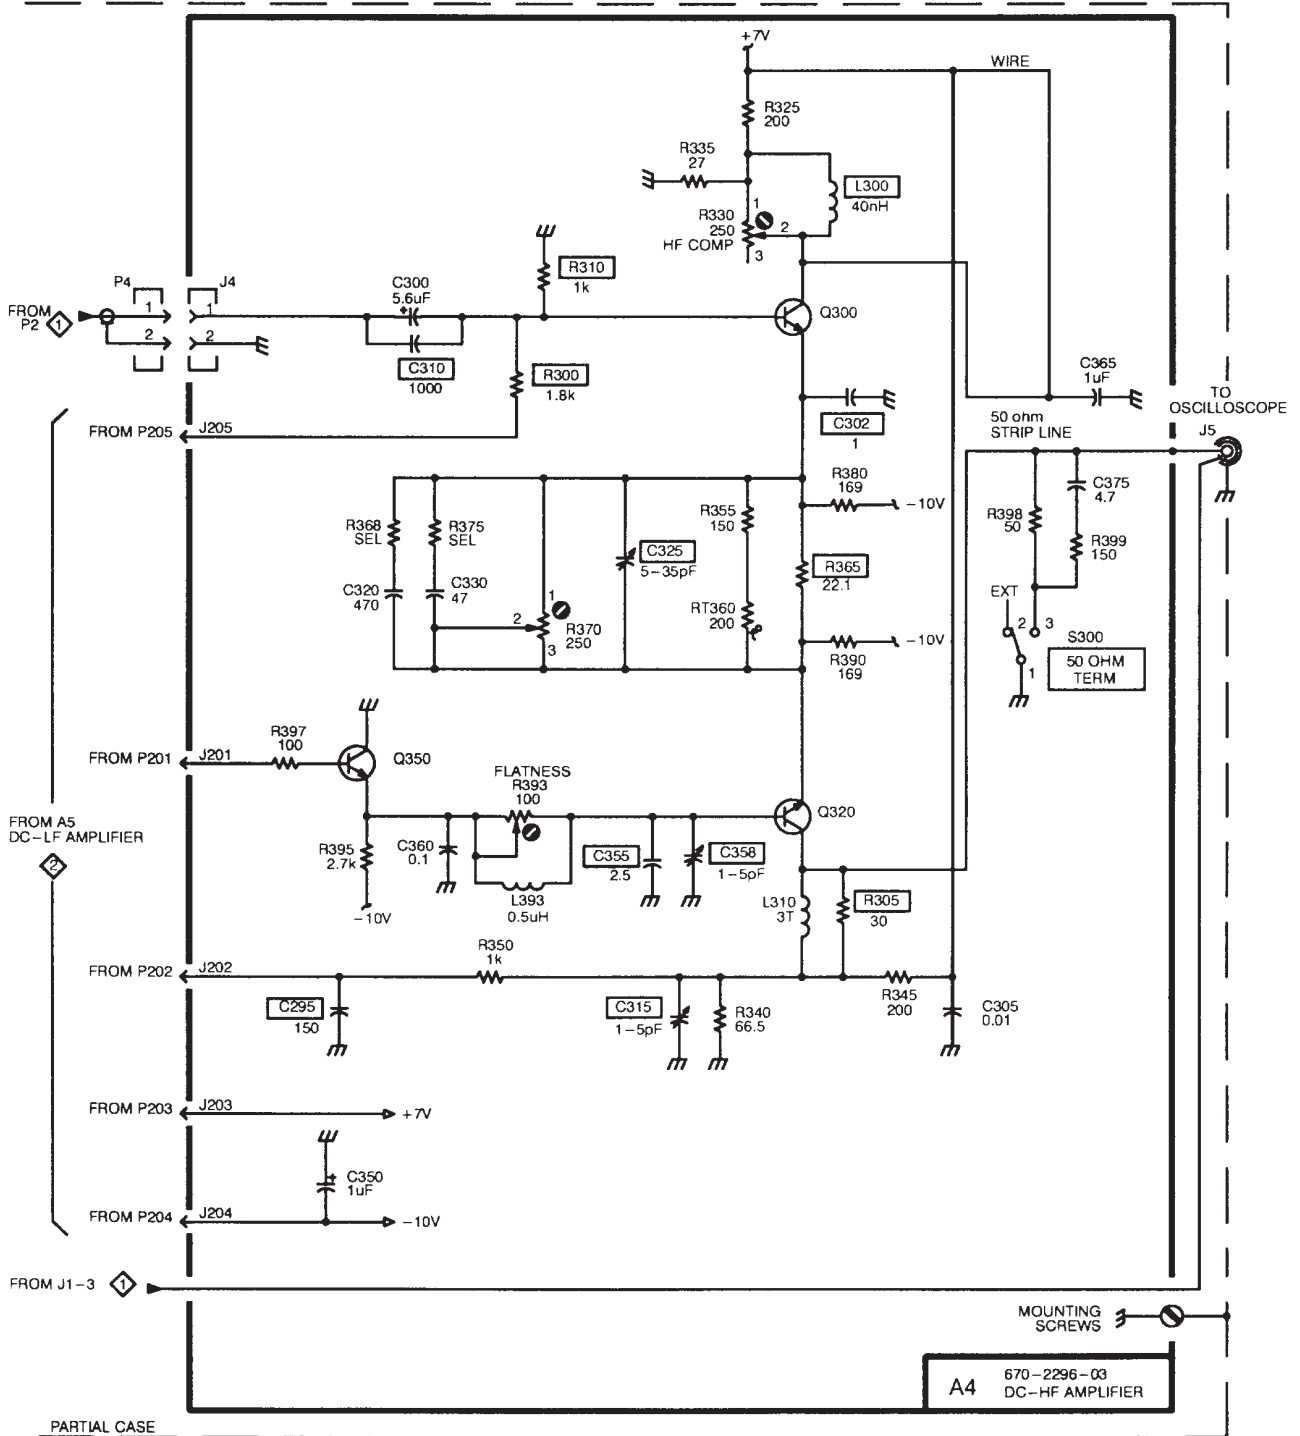 +7V
WIRE
R325
200
R335
27
L300
40nH
1
R330
250
HF COMP
2
3
R310
1k
P4
J4
C300
5.6uF
+
FROM
P2
1
1
1
2
2
Q300
C310
1000
R300
1.8k
C365
1uF
TO
OSCILLOSCOPE
J5
C302
1
50 ohm
STRIP LINE
FROM P205
J205
R380
169
-10V
R368
SEL
R375
SEL
R355
150
C375
4.7
R398
50
R399
150
C325
5-35pF
R365
22.1
C320
470
C330
47
1
2
3
R370
250
RT360
200
EXT
2
3
1
S300
50 OHM
TERM
R390
169
-10V
FROM P201
J201
R397
100
Q350
FLATNESS
R393
100
Q320
FROM A5
DC-LF AMPLIFIER
2
R395
2.7k
C360
0.1
C355
2.5
C358
1-5pF
-10V
L393
0.5uH
L310
3T
R305
30
R350
1k
FROM P202
J202
C295
150
C315
1-5pF
R340
66.5
R345
200
C305
0.01
FROM P203
J203
+7V
+
C350
1uF
FROM P204
J204
-10V
FROM J1-3
1
MOUNTING
SCREWS
A4
670-2296-03
DC-HF AMPLIFIER
PARTIAL CASE